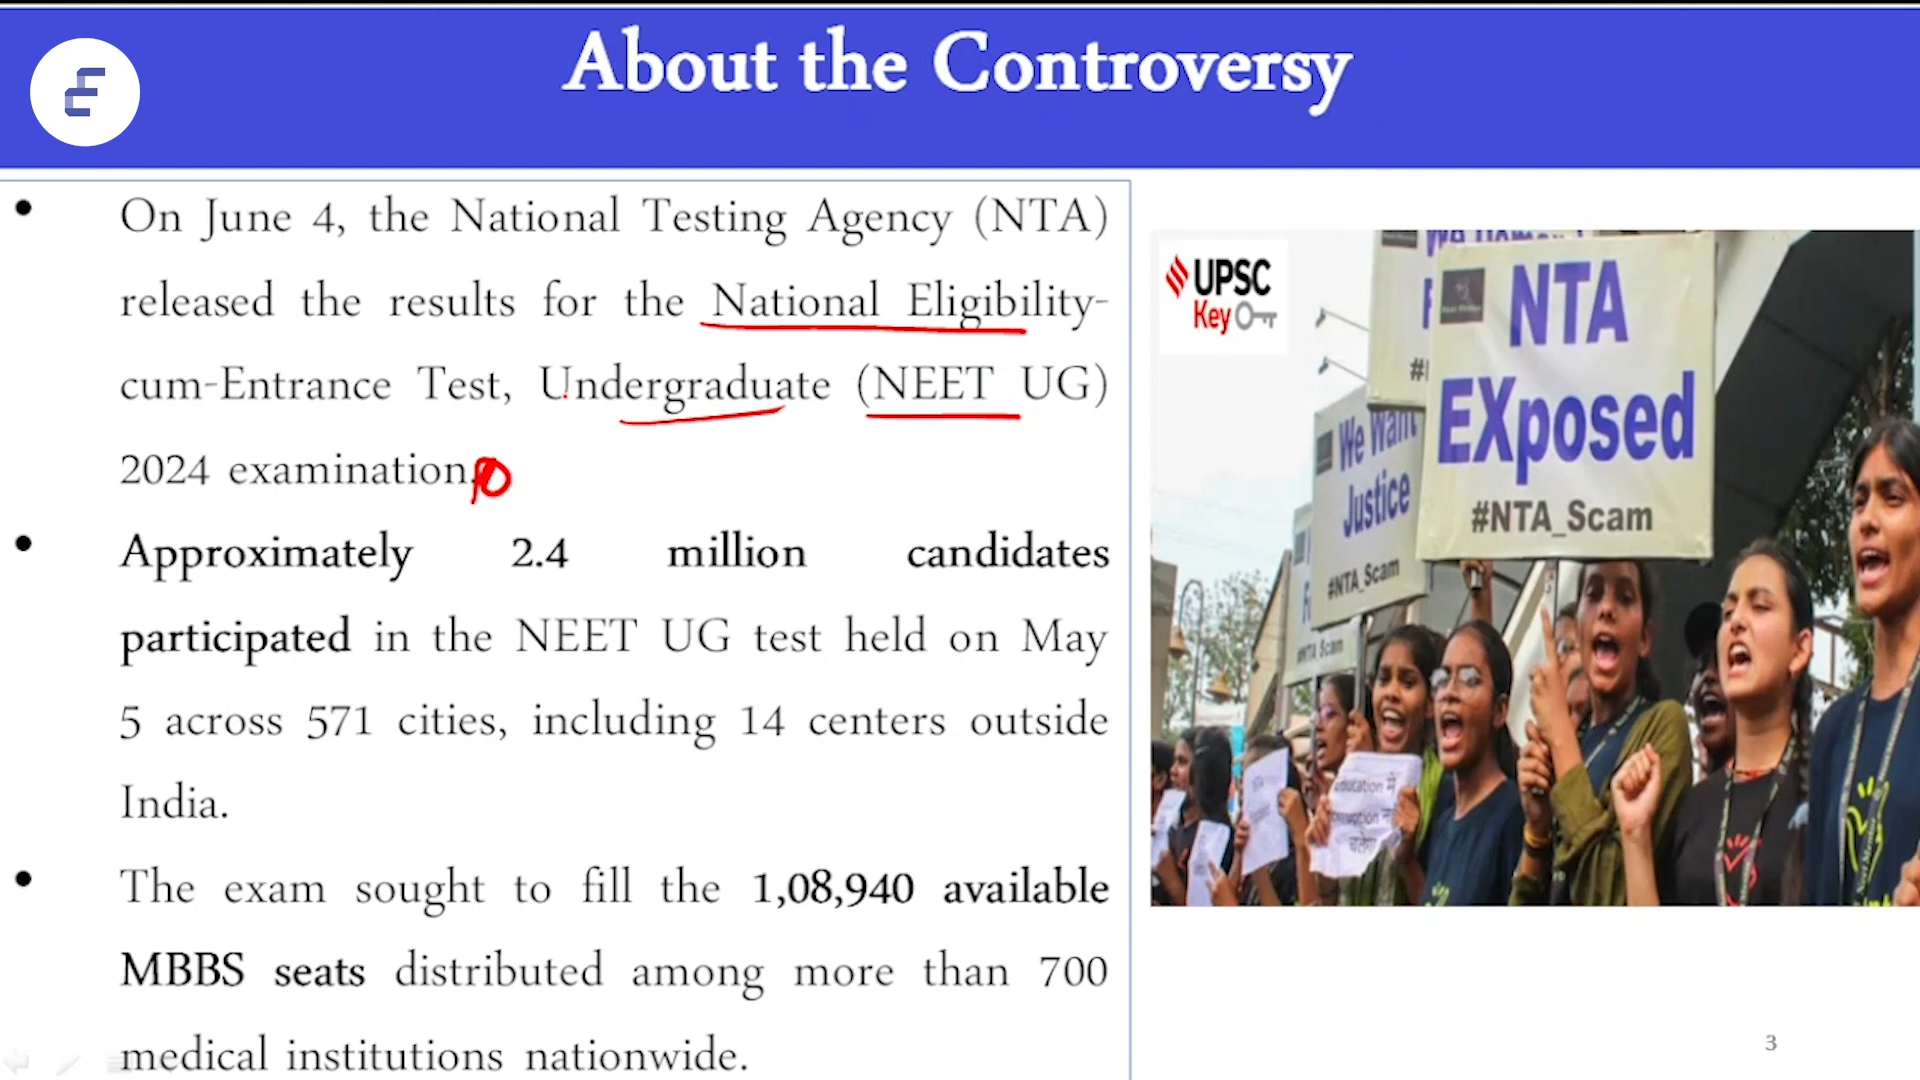 About the Controversy
On June 4, the National Testing Agency (NTA)
released the results for the National Eligibility-
cum-Entrance Test, Undergraduate (NEET UG)
2024 examination.
Approximately 2.4 million candidates
participated in the NEET UG test held on May
5 across 571 cities, including 14 centers outside
India.
The exam sought to fill the 1,08,940 available
MBBS seats distributed among more than 700
medical institutions nationwide.
UPSC
Key
NTA
EXposed
#NTA_Scam
We Want
Justice
#NTA_Scam
3